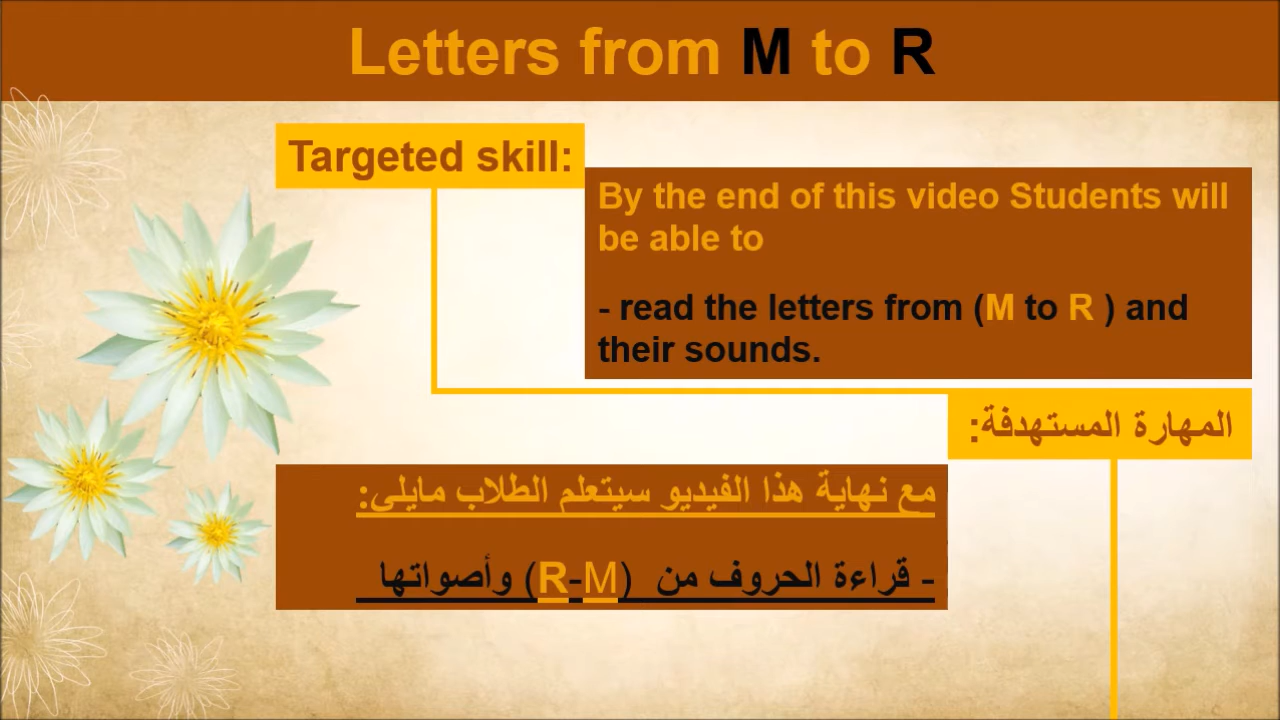 Letters from M to R
Targeted skill:
By the end of this video Students will
be able to
- read the letters from (M to R ) and
their sounds.
المهارة المستهدفة:
مع نهاية هذا الفيديو سيتعلم الطلاب مايلى:
- قراءة الحروف من (R-M) وأصواتها